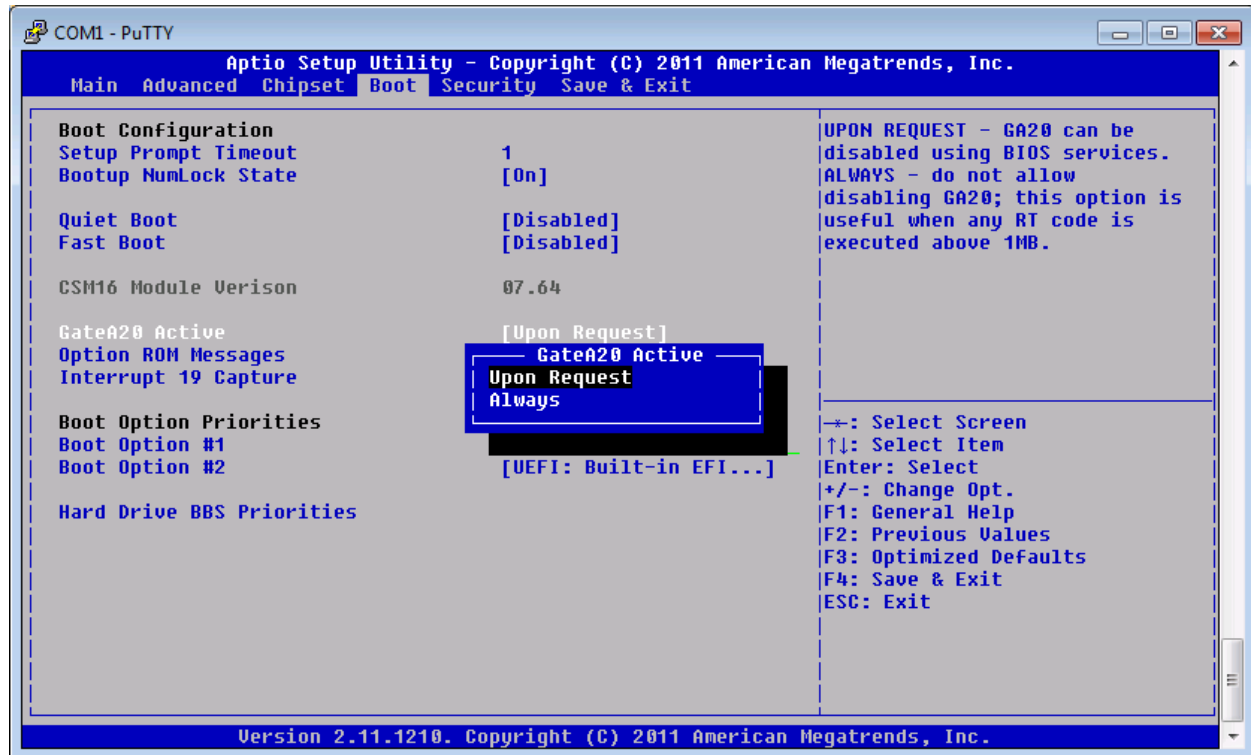 COM1 - PuTTY
Aptio Setup Utility – Copyright (C) 2011 American Megatrends, Inc.
Main Advanced Chipset Boot Security Save & Exit
Boot Configuration
Setup Prompt Timeout 1
Bootup NumLock State [On]
Quiet Boot [Disabled]
Fast Boot [Disabled]
CSM16 Module Verison 07.64
GateA20 Active [Upon Request]
Option ROM Messages
Interrupt 19 Capture
GateA20 Active
Upon Request
Always
Boot Option Priorities
Boot Option #1
Boot Option #2 [UEFI: Built-in EFI...]
Hard Drive BBS Priorities
UPON REQUEST – GA20 can be
disabled using BIOS services.
ALWAYS – do not allow
disabling GA20; this option is
useful when any RT code is
executed above 1MB.
→←: Select Screen
↑↓: Select Item
Enter: Select
+/-: Change Opt.
F1: General Help
F2: Previous Values
F3: Optimized Defaults
F4: Save & Exit
ESC: Exit
Version 2.11.1210. Copyright (C) 2011 American Megatrends, Inc.